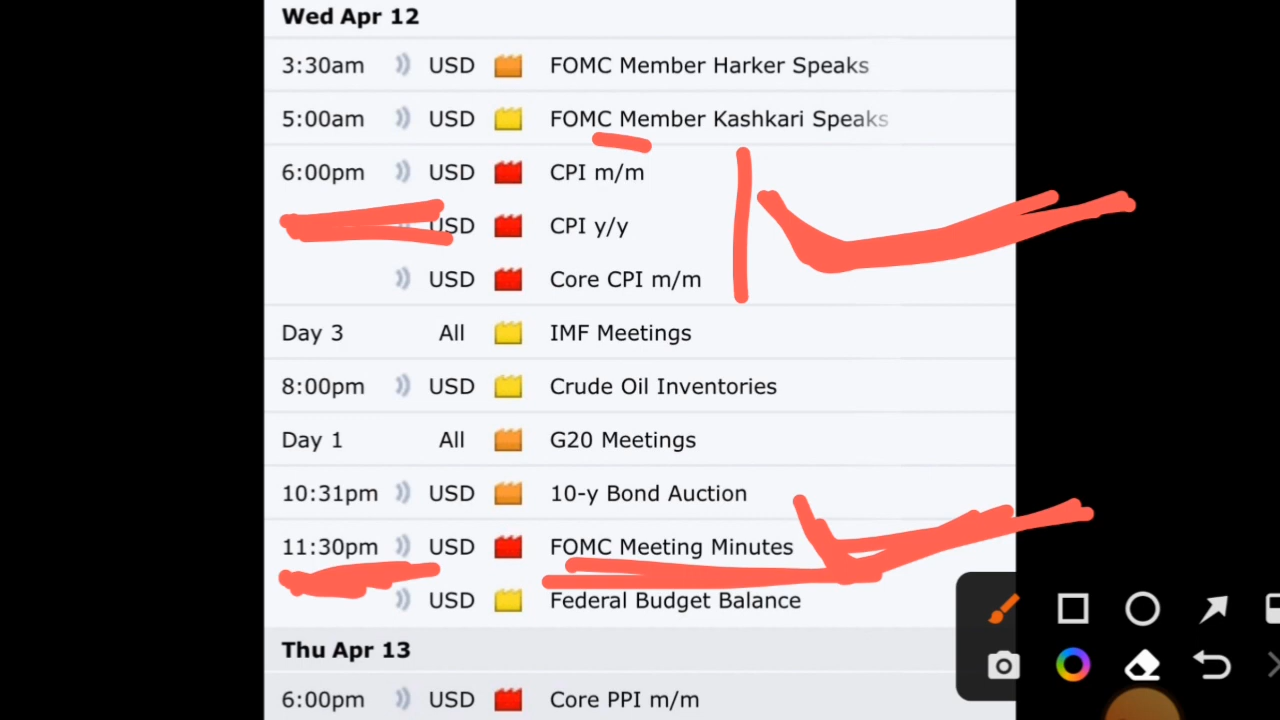 Wed Apr 12
3:30am USD FOMC Member Harker Speaks
5:00am USD FOMC Member Kashkari Speaks
6:00pm USD CPI m/m
USD CPI y/y
USD Core CPI m/m
Day 3 All IMF Meetings
8:00pm USD Crude Oil Inventories
Day 1 All G20 Meetings
10:31pm USD 10-y Bond Auction
11:30pm USD FOMC Meeting Minutes
USD Federal Budget Balance
Thu Apr 13
6:00pm USD Core PPI m/m